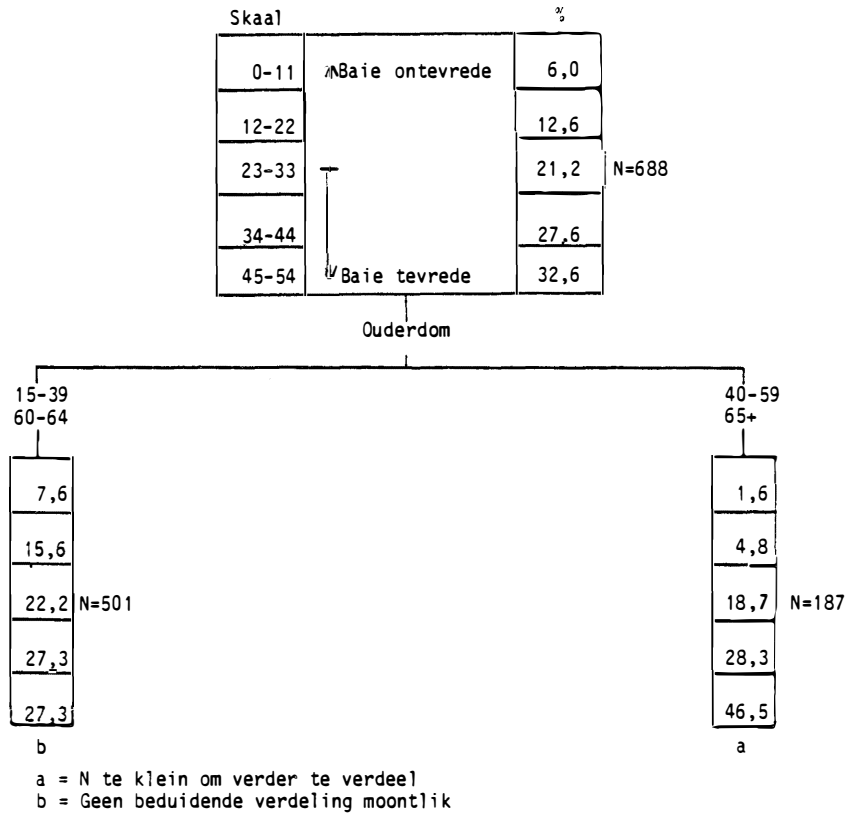 Skaal %
0-11 Baie ontevrede 6,0
12-22 12,6
23-33 21,2 N=688
34-44 27,6
45-54 Baie tevrede 32,6
Ouderdom
15-39 40-59
60-64 65+
7,6 1,6
15,6 4,8
22,2 N=501 18,7 N=187
27,3 28,3
27,3 46,5
b a
a = N te klein om verder te verdeel
b = Geen beduidende verdeling moontlik